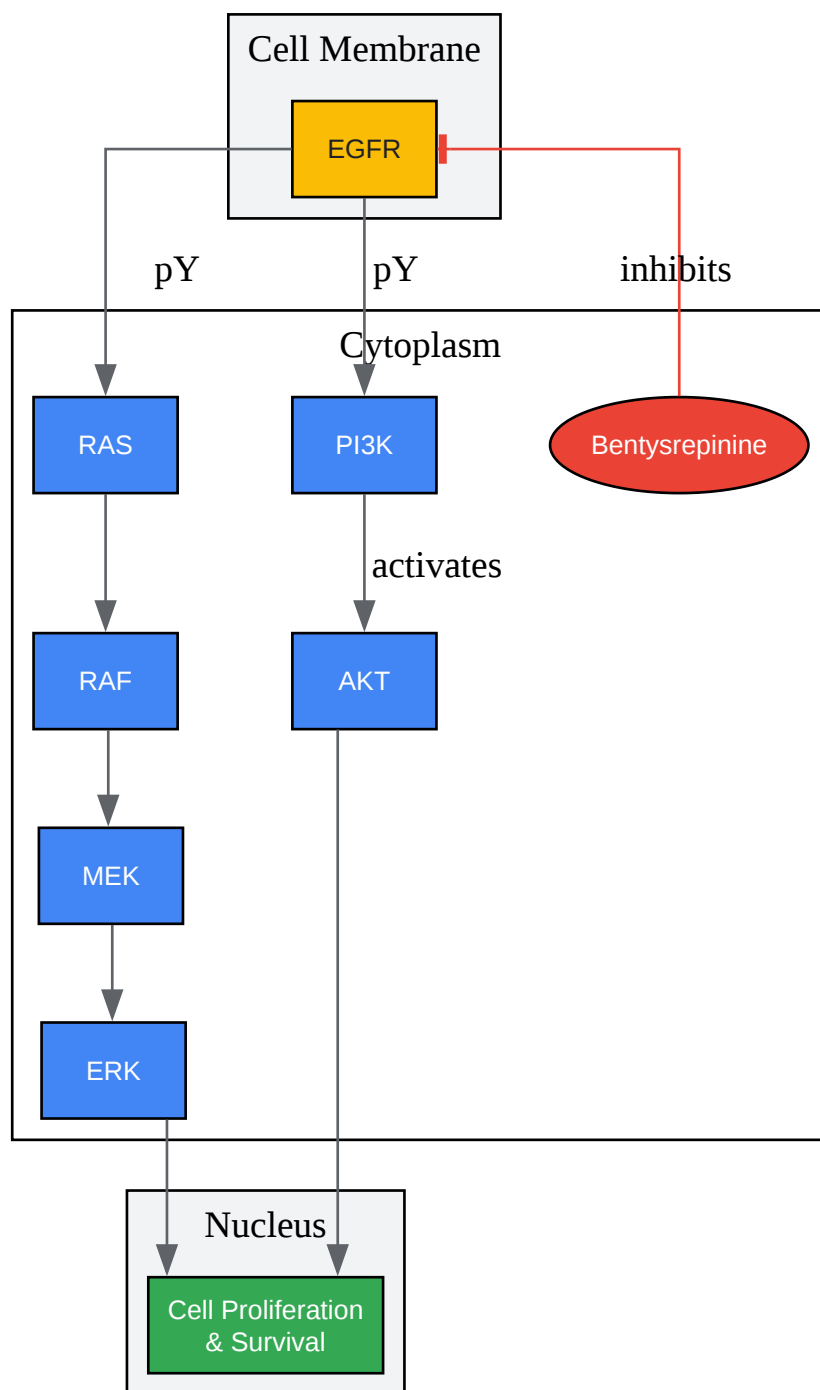 Cell Membrane
EGFR
pY
pY
inhibits
Cytoplasm
RAS
PI3K
Bentysrepinine
activates
RAF
AKT
MEK
ERK
Nucleus
Cell Proliferation
& Survival